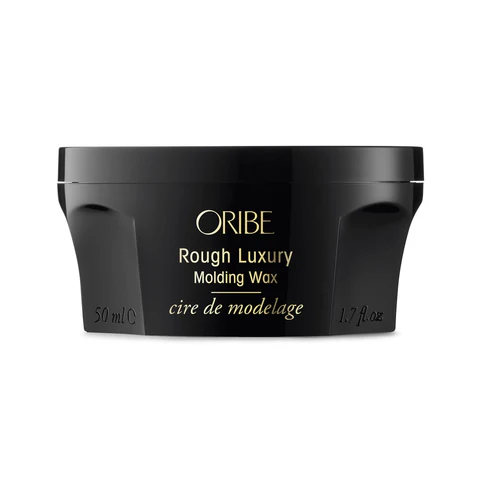 ORIBE
Rough Luxury
Molding Wax
cire de modelage
50 ml ℮
1.7 fl. oz